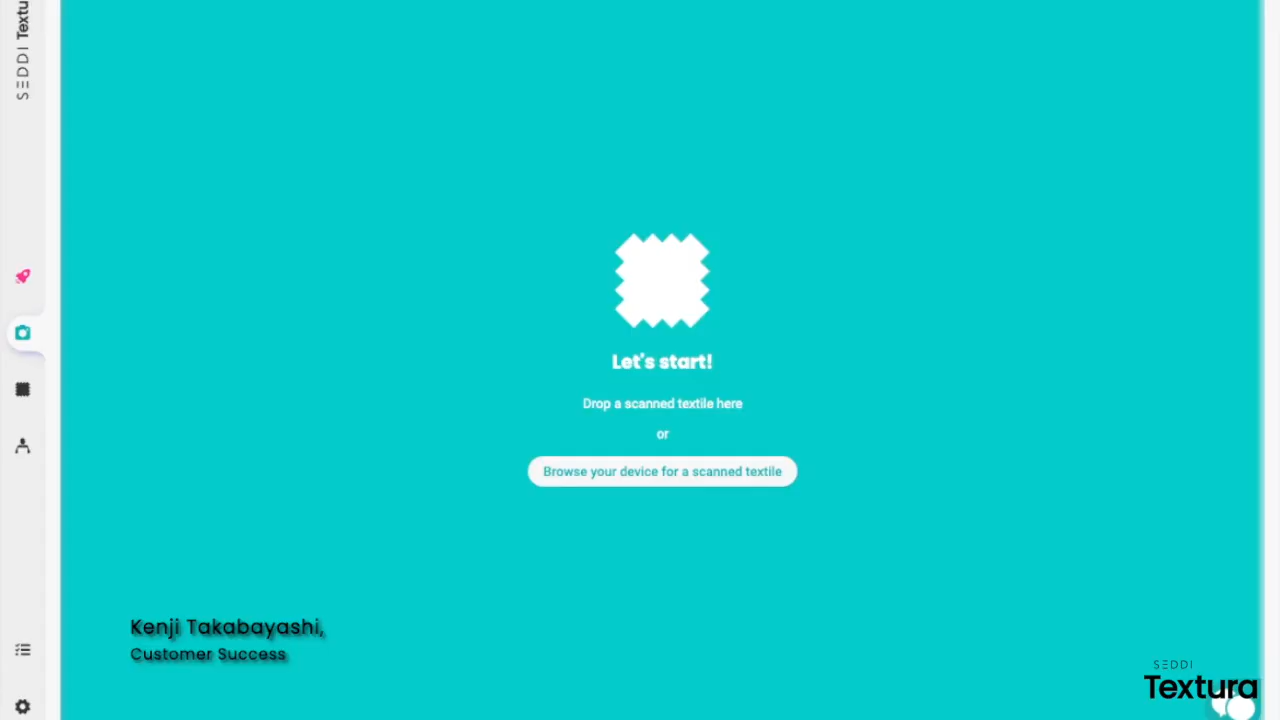 SEDDI Textu
Let's start!
Drop a scanned textile here
or
Browse your device for a scanned textile
Kenji Takabayashi,
Customer Success
SEDDI
Textura